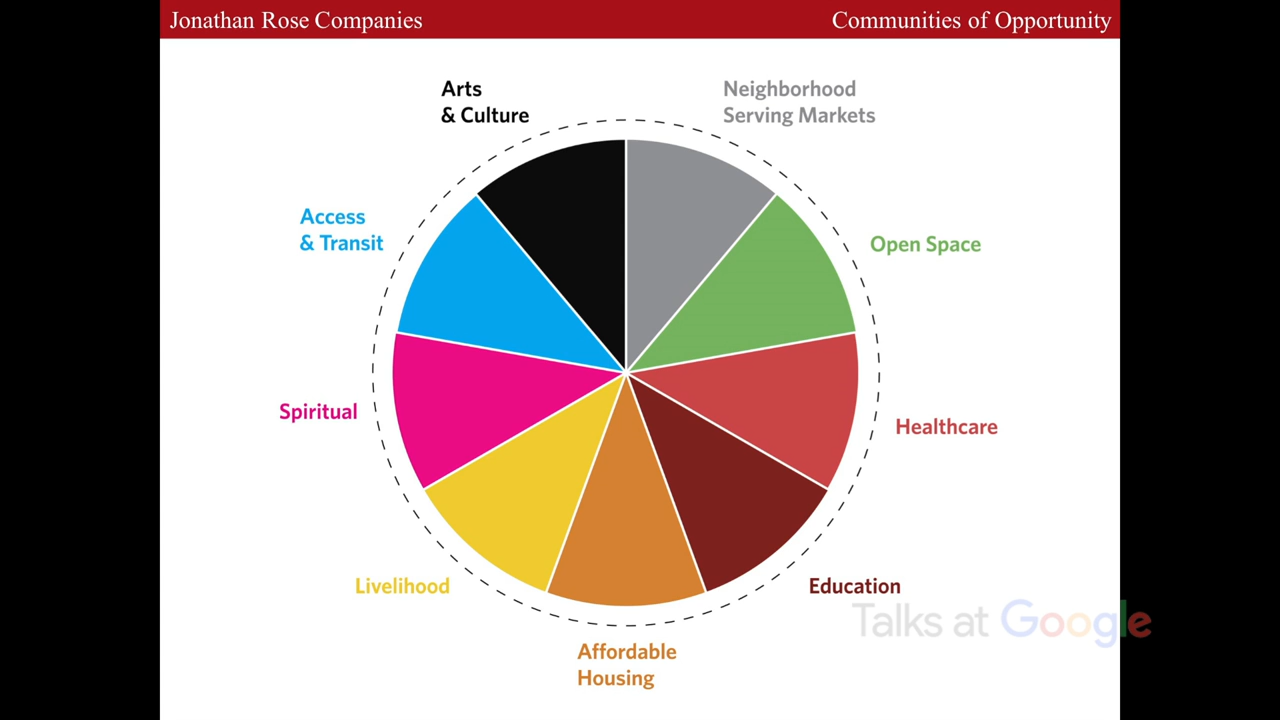 Jonathan Rose Companies
Communities of Opportunity
Arts
& Culture
Neighborhood
Serving Markets
Access
& Transit
Open Space
Spiritual
Healthcare
Livelihood
Education
Affordable
Housing
Talks at Google